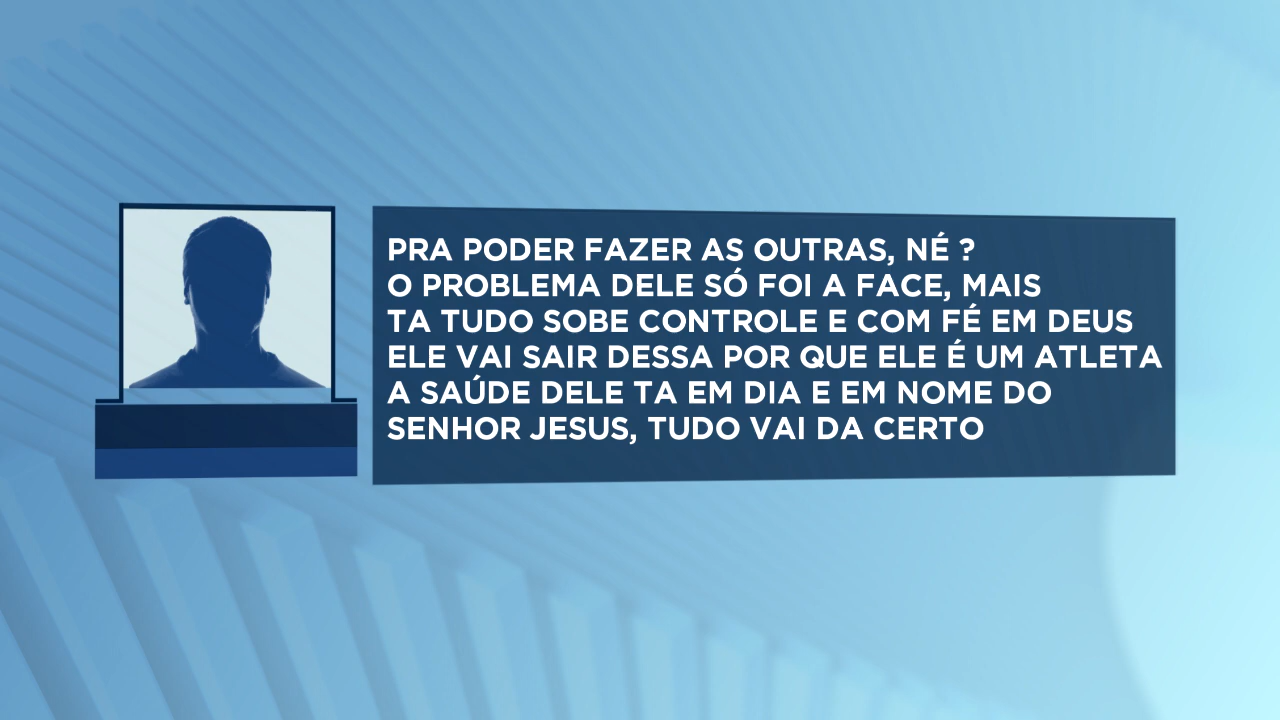 PRA PODER FAZER AS OUTRAS, NÉ ?
O PROBLEMA DELE SÓ FOI A FACE, MAIS
TA TUDO SOBE CONTROLE E COM FÉ EM DEUS
ELE VAI SAIR DESSA POR QUE ELE É UM ATLETA
A SAÚDE DELE TA EM DIA E EM NOME DO
SENHOR JESUS, TUDO VAI DA CERTO